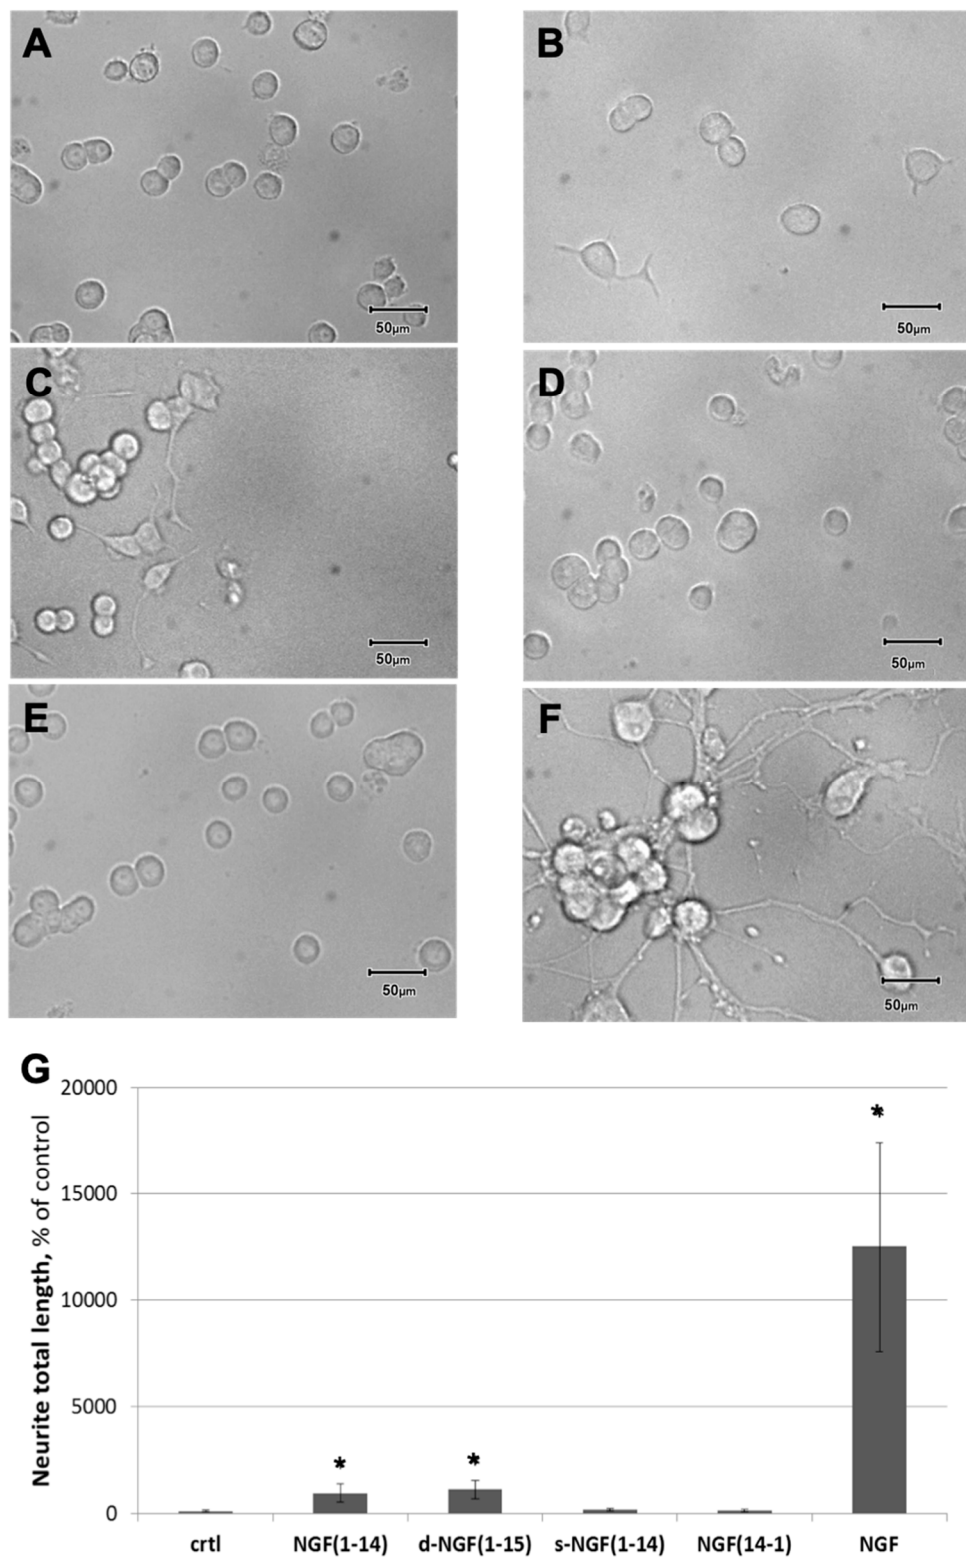 A
B
50µm
50µm
C
D
50µm
50µm
E
F
50µm
50µm
G
Neurite total length, % of control
20000
15000
10000
5000
0
*
*
*
crtl NGF(1-14) d-NGF(1-15) s-NGF(1-14) NGF(14-1) NGF